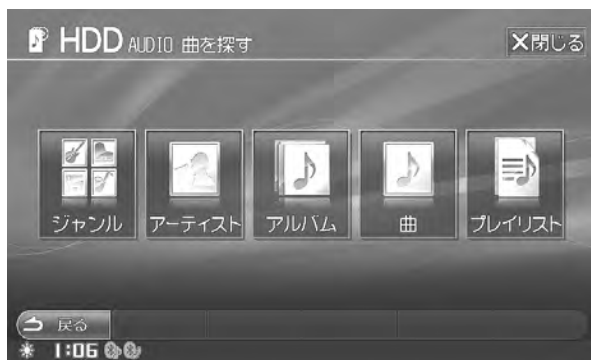 HDD AUDIO 曲を探す
×閉じる
ジャンル
アーティスト
アルバム
曲
プレイリスト
戻る
1:06